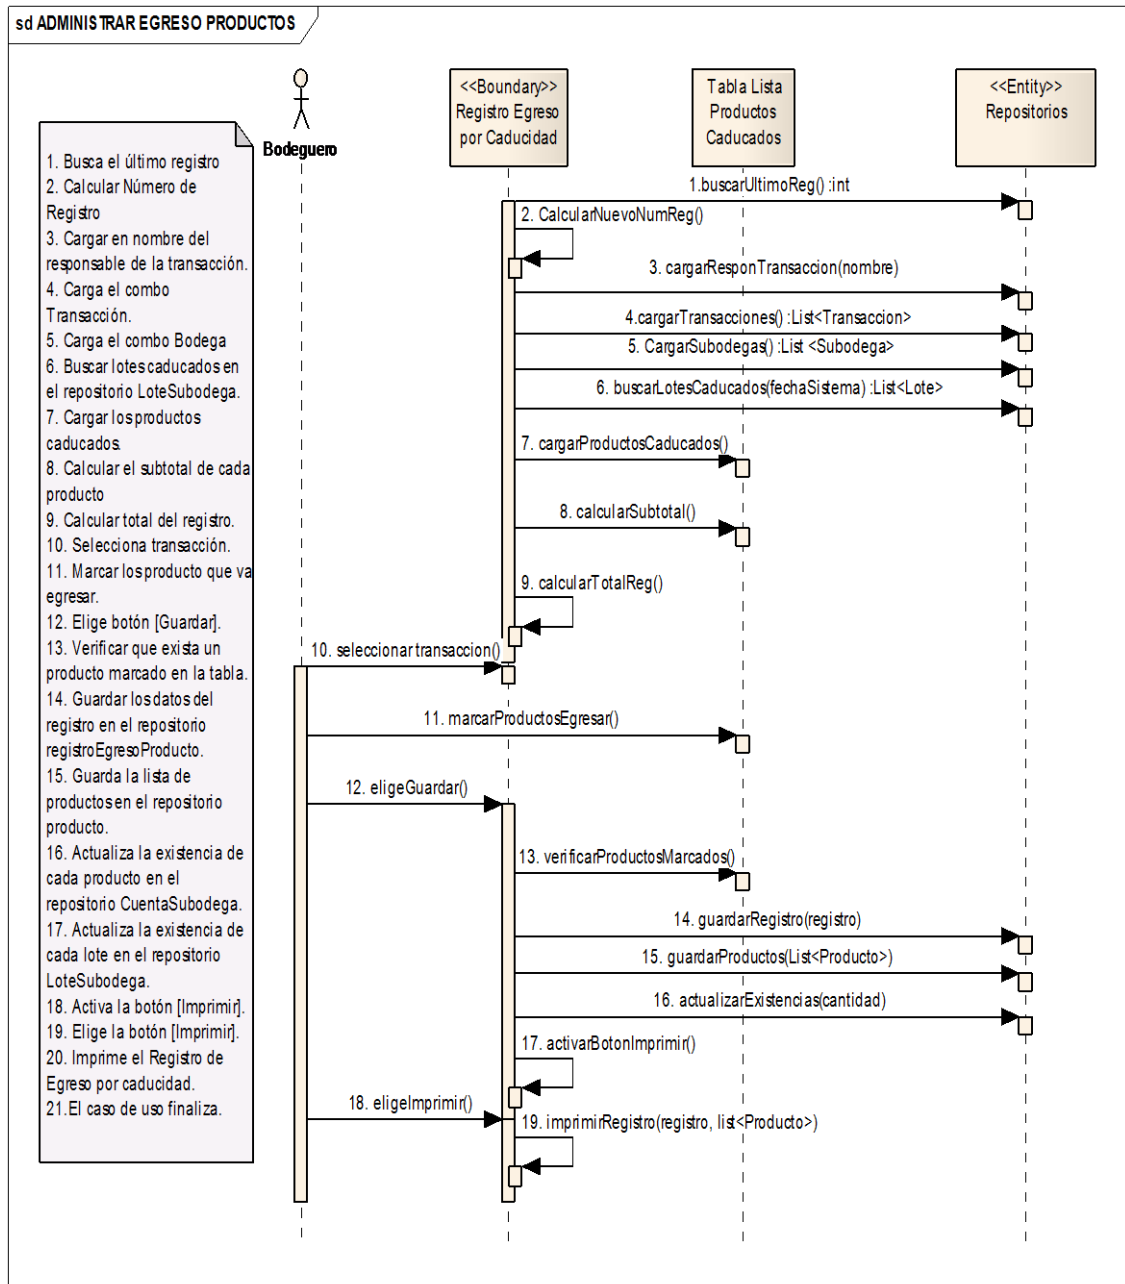 sd ADMINISTRAR EGRESO PRODUCTOS
Bodeguero
<<Boundary>>
Registro Egreso
por Caducidad
Tabla Lista
Productos
Caducados
<<Entity>>
Repositorios
1. Busca el último registro
2. Calcular Número de
Registro
3. Cargar en nombre del
responsable de la transacción.
4. Carga el combo
Transacción.
5. Carga el combo Bodega
6. Buscar lotes caducados en
el repositorio LoteSubodega.
7. Cargar los productos
caducados.
8. Calcular el subtotal de cada
producto
9. Calcular total del registro.
10. Selecciona transacción.
11. Marcar los producto que va
egresar.
12. Elige botón [Guardar].
13. Verificar que exista un
producto marcado en la tabla.
14. Guardar los datos del
registro en el repositorio
registroEgresoProducto.
15. Guarda la lista de
productos en el repositorio
producto.
16. Actualiza la existencia de
cada producto en el
repositorio CuentaSubodega.
17. Actualiza la existencia de
cada lote en el repositorio
LoteSubodega.
18. Activa la botón [Imprimir].
19. Elige la botón [Imprimir].
20. Imprime el Registro de
Egreso por caducidad.
21.El caso de uso finaliza.
1.buscarUltimoReg() :int
2. CalcularNuevoNumReg()
3. cargarResponTransaccion(nombre)
4.cargarTransacciones() :List<Transaccion>
5. CargarSubodegas() :List <Subodega>
6. buscarLotesCaducados(fechaSistema) :List<Lote>
7. cargarProductosCaducados()
8. calcularSubtotal()
9. calcularTotalReg()
10. seleccionar transaccion()
11. marcarProductosEgresar()
12. eligeGuardar()
13. verificarProductosMarcados()
14. guardarRegistro(registro)
15. guardarProductos(List<Producto>)
16. actualizarExistencias(cantidad)
17. activarBotonImprimir()
18. eligeImprimir()
19. imprimirRegistro(registro, list<Producto>)